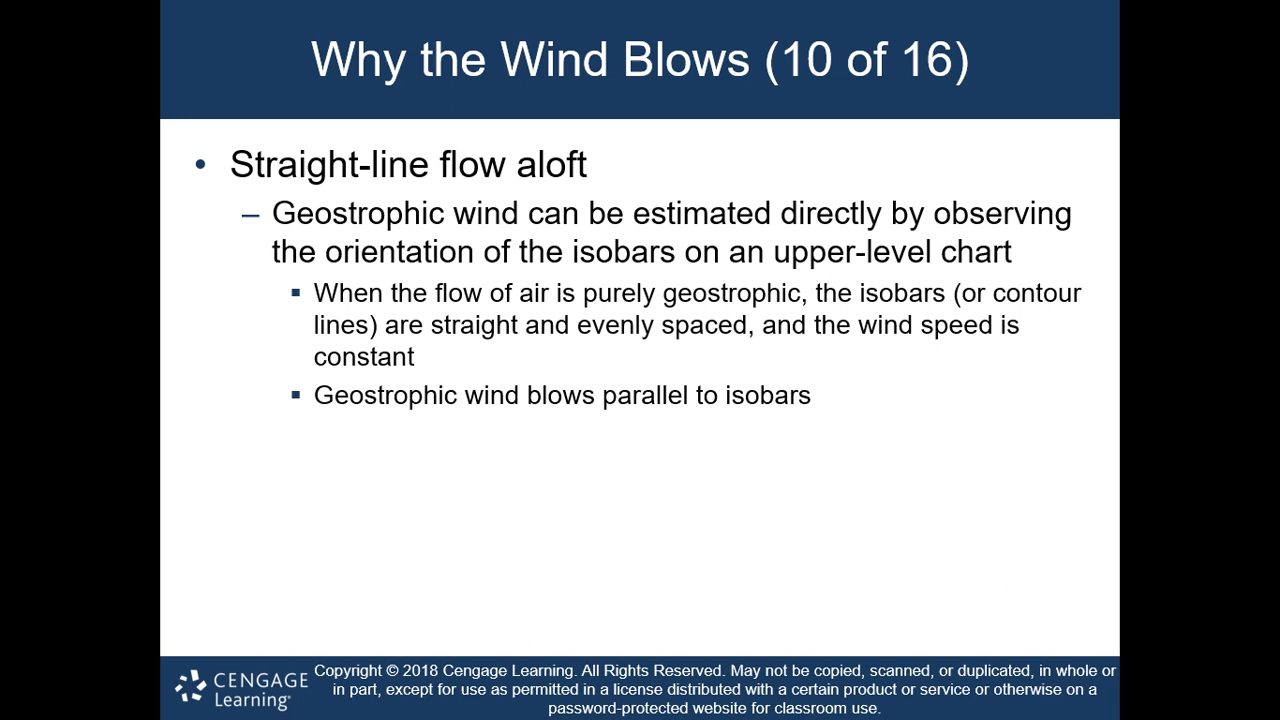 Why the Wind Blows (10 of 16)
• Straight-line flow aloft
– Geostrophic wind can be estimated directly by observing
the orientation of the isobars on an upper-level chart
▪ When the flow of air is purely geostrophic, the isobars (or contour
lines) are straight and evenly spaced, and the wind speed is
constant
▪ Geostrophic wind blows parallel to isobars
CENGAGE
Learning®
Copyright © 2018 Cengage Learning. All Rights Reserved. May not be copied, scanned, or duplicated, in whole or
in part, except for use as permitted in a license distributed with a certain product or service or otherwise on a
password-protected website for classroom use.